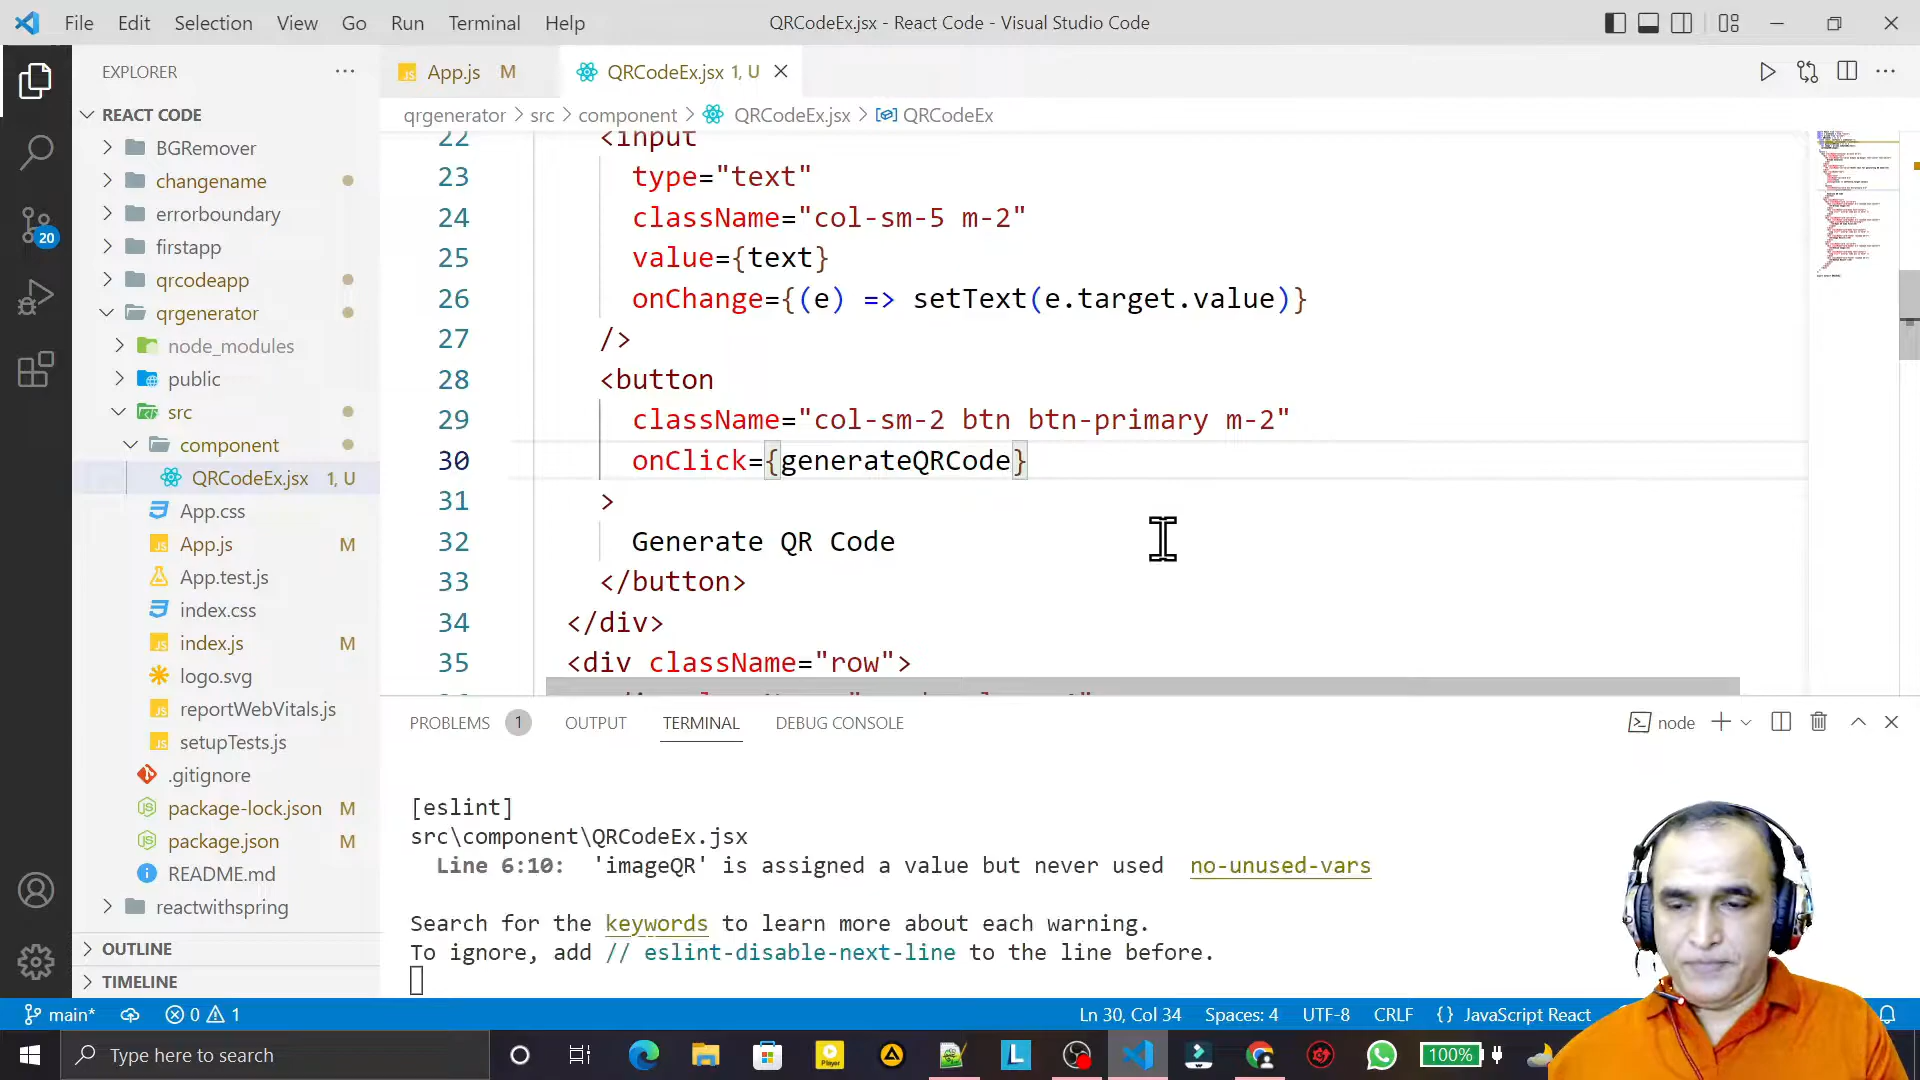 File Edit Selection View Go Run Terminal Help
QRCodeEx.jsx - React Code - Visual Studio Code
EXPLORER
App.js M
QRCodeEx.jsx 1, U
qrgenerator > src > component > QRCodeEx.jsx > QRCodeEx
REACT CODE
BGRemover
changename
errorboundary
firstapp
qrcodeapp
qrgenerator
node_modules
public
src
component
QRCodeEx.jsx 1, U
App.css
App.js M
App.test.js
index.css
index.js M
logo.svg
reportWebVitals.js
setupTests.js
.gitignore
package-lock.json M
package.json M
README.md
reactwithspring
OUTLINE
TIMELINE
20
22 <input
23 type="text"
24 className="col-sm-5 m-2"
25 value={text}
26 onChange={(e) => setText(e.target.value)}
27 />
28 <button
29 className="col-sm-2 btn btn-primary m-2"
30 onClick={generateQRCode}
31 >
32 Generate QR Code
33 </button>
34 </div>
35 <div className="row">
PROBLEMS 1 OUTPUT TERMINAL DEBUG CONSOLE
node
[eslint]
src\component\QRCodeEx.jsx
Line 6:10: 'imageQR' is assigned a value but never used no-unused-vars
Search for the keywords to learn more about each warning.
To ignore, add // eslint-disable-next-line to the line before.
main* 0 1
Ln 30, Col 34 Spaces: 4 UTF-8 CRLF {} JavaScript React
Type here to search
100%